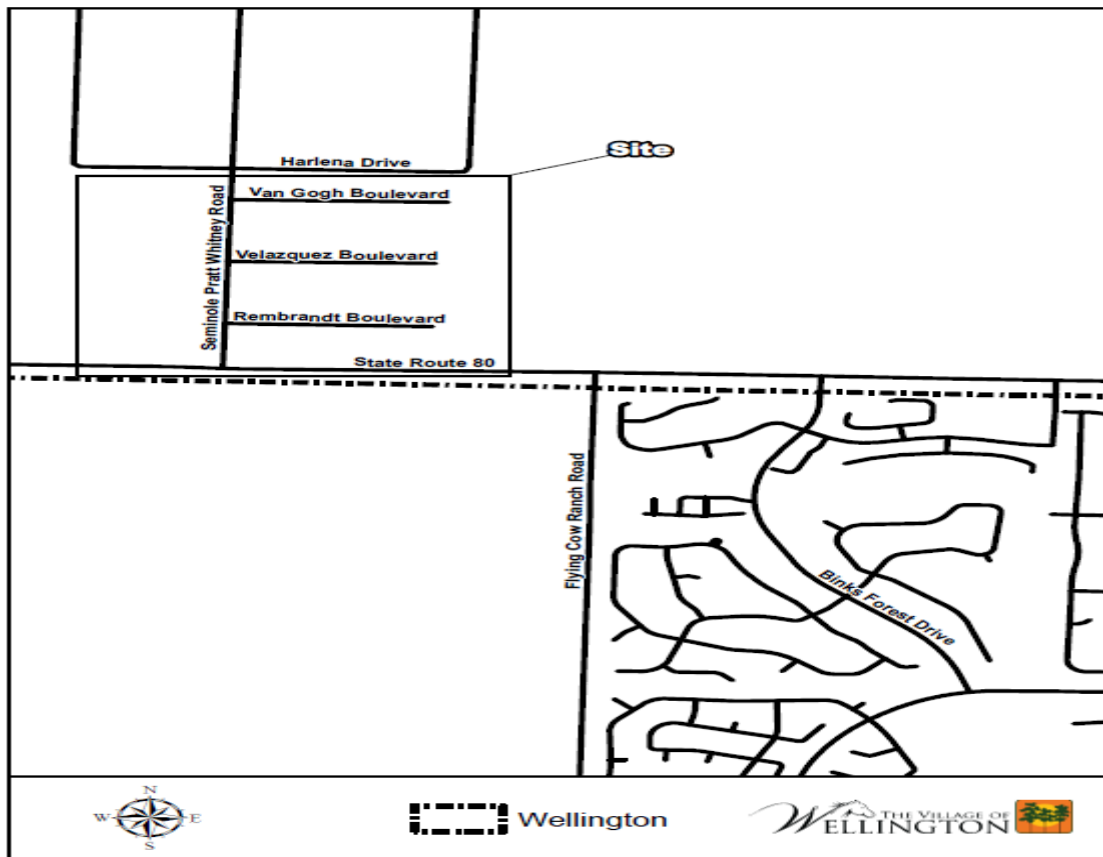 Site
Harlena Drive
Van Gogh Boulevard
Seminole Pratt Whitney Road
Velazquez Boulevard
Rembrandt Boulevard
State Route 80
Flying Cow Ranch Road
Binks Forest Drive
N
W E
S
Wellington
THE VILLAGE OF
WELLINGTON